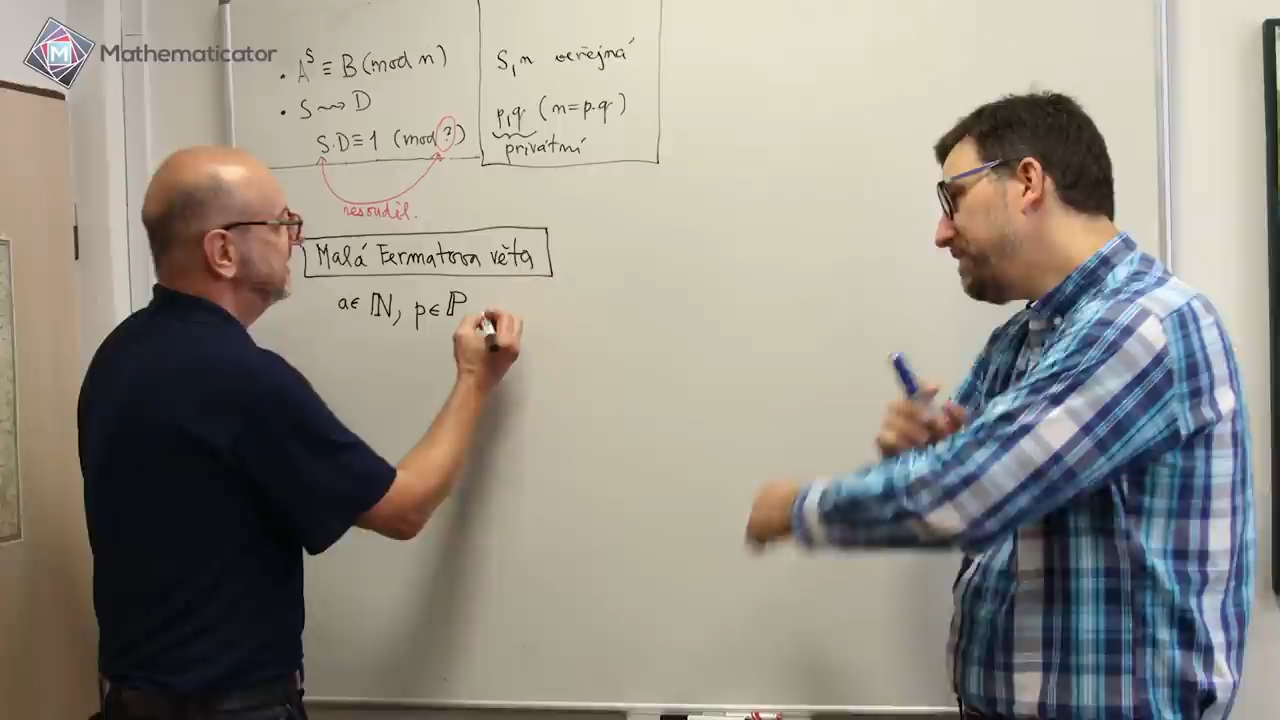 Mathematicator
• A^S ≡ B (mod n)
• S ⇝ D
S·D ≡ 1 (mod ?)
nesouděl.
S, n veřejná
p, q (n = p·q)
privátní
Malá Fermatova věta
a ∈ ℕ, p ∈ ℙ